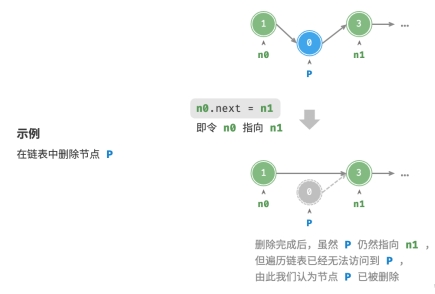 1
0
3
...
n0
P
n1
n0.next = n1
即令 n0 指向 n1
示例
在链表中删除节点 P
1
0
3
...
n0
P
n1
删除完成后，虽然 P 仍然指向 n1，
但遍历链表已经无法访问到 P，
由此我们认为节点 P 已被删除